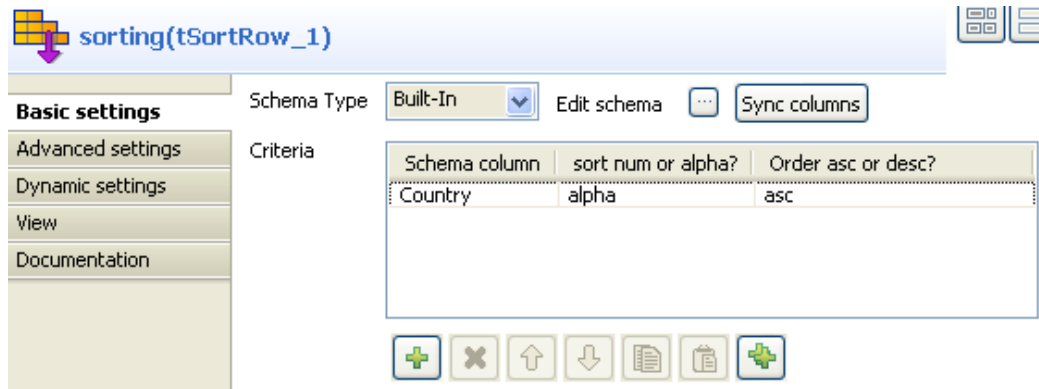 sorting(tSortRow_1)
Basic settings
Advanced settings
Dynamic settings
View
Documentation
Schema Type Built-In Edit schema ... Sync columns
Criteria
Schema column sort num or alpha? Order asc or desc?
Country alpha asc